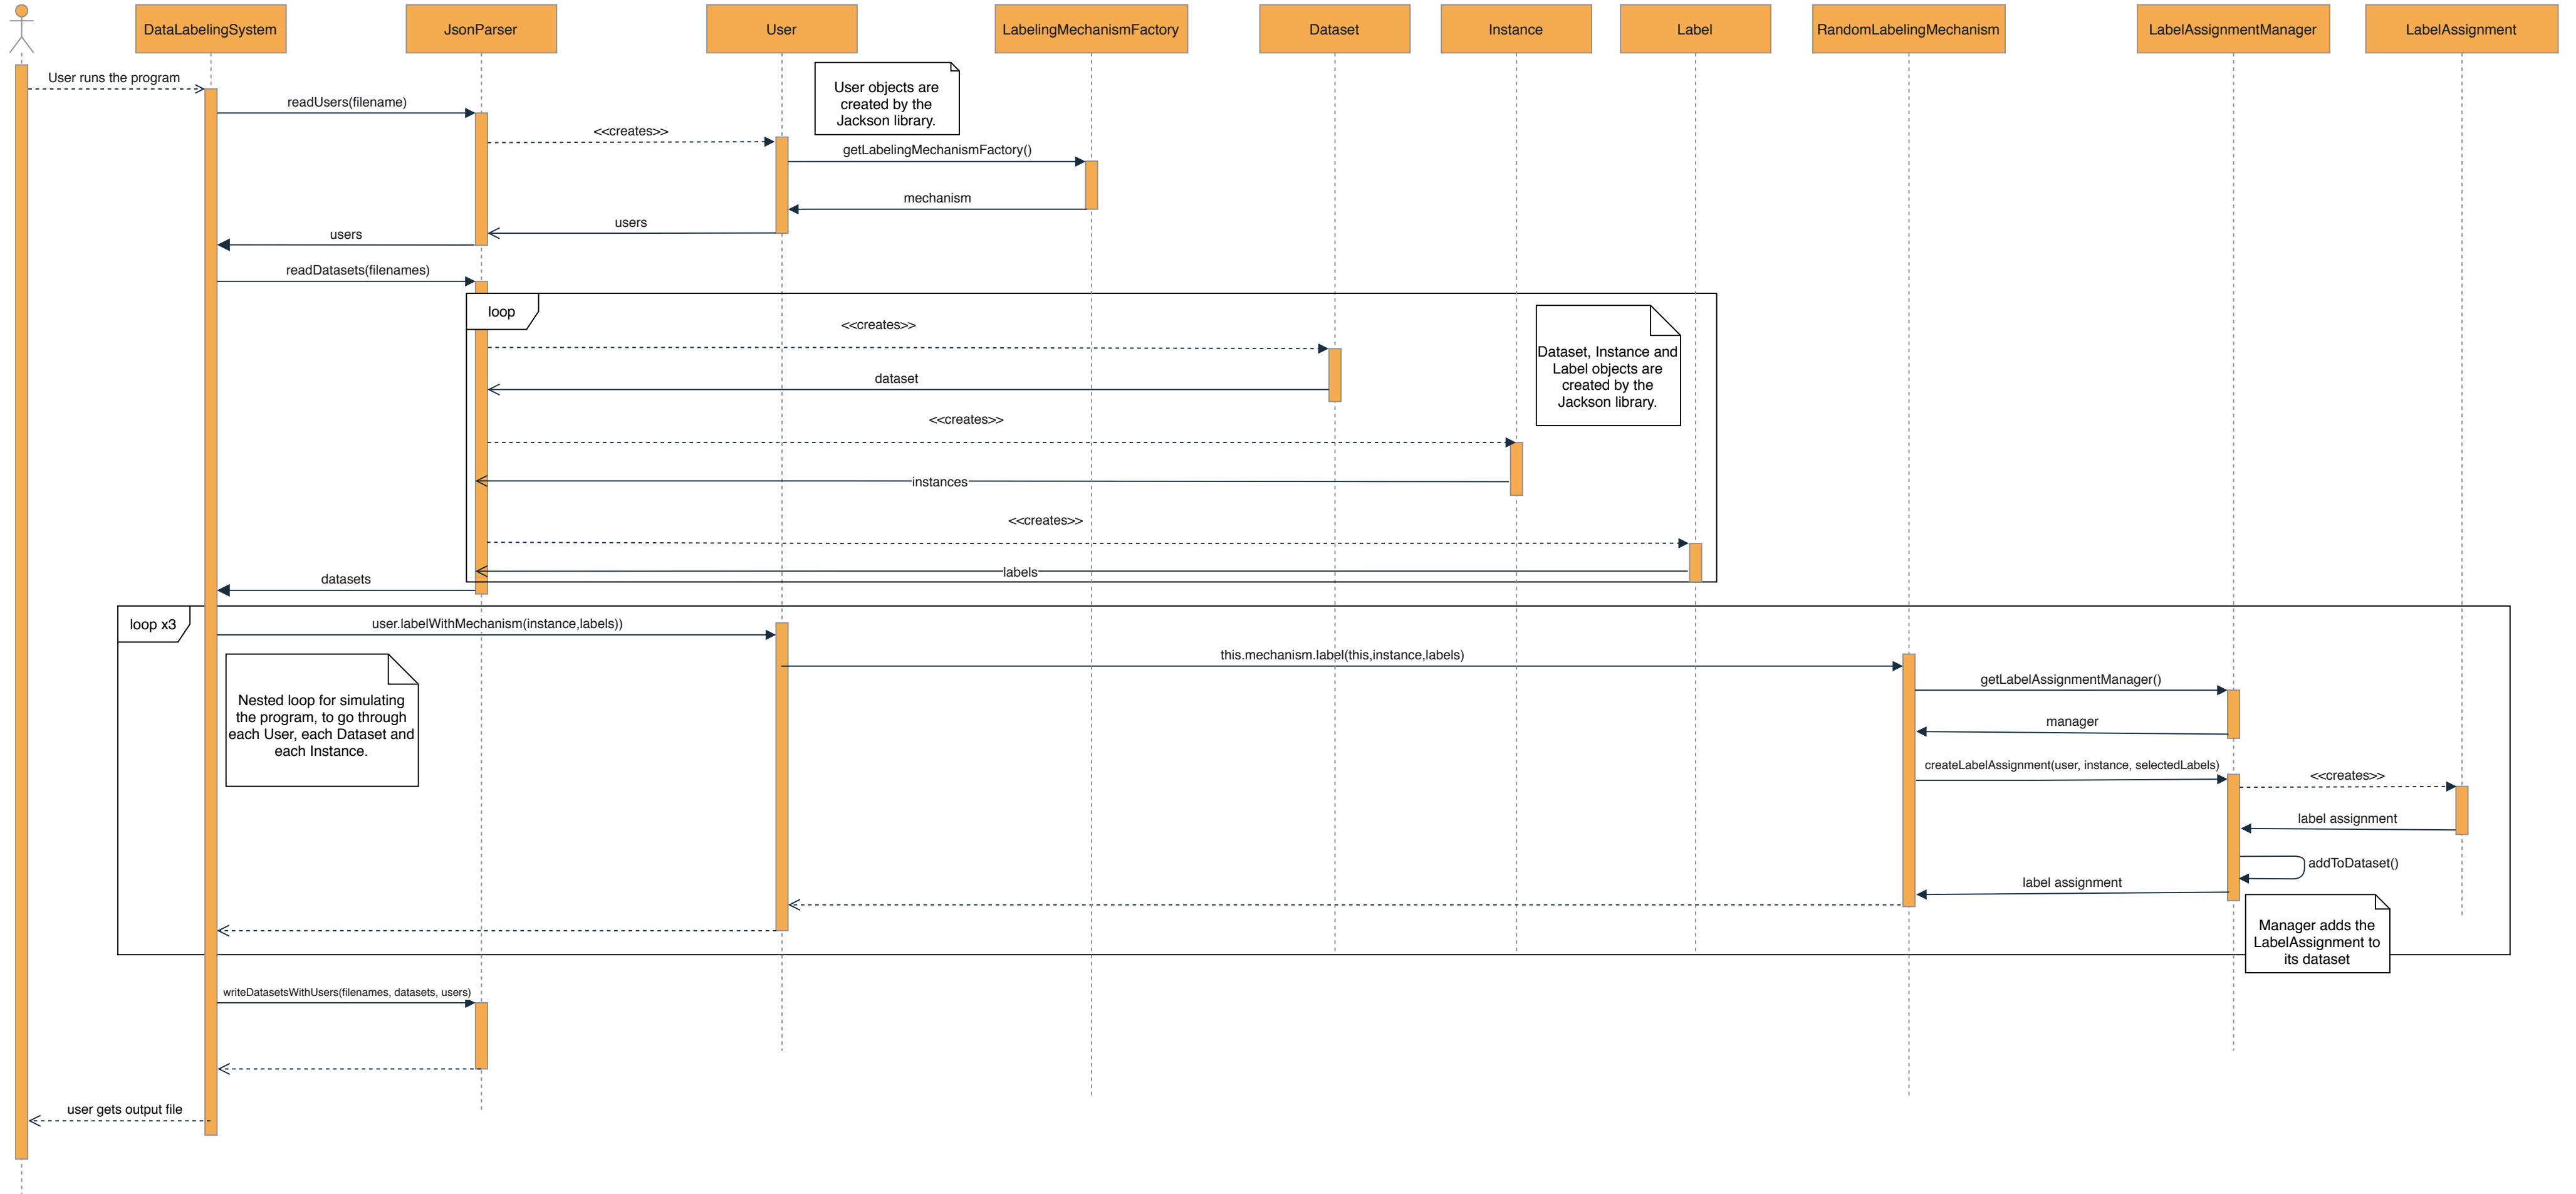 DataLabelingSystem
JsonParser
User
LabelingMechanismFactory
Dataset
Instance
Label
RandomLabelingMechanism
LabelAssignmentManager
LabelAssignment
User runs the program
User objects are
created by the
Jackson library.
readUsers(filename)
<<creates>>
getLabelingMechanismFactory()
mechanism
users
users
readDatasets(filenames)
loop
<<creates>>
Dataset, Instance and
Label objects are
created by the
Jackson library.
dataset
<<creates>>
instances
<<creates>>
labels
datasets
loop x3
user.labelWithMechanism(instance,labels))
this.mechanism.label(this,instance,labels)
Nested loop for simulating
the program, to go through
each User, each Dataset and
each Instance.
getLabelAssignmentManager()
manager
createLabelAssignment(user, instance, selectedLabels)
<<creates>>
label assignment
addToDataset()
label assignment
Manager adds the
LabelAssignment to
its dataset
writeDatasetsWithUsers(filenames, datasets, users)
user gets output file